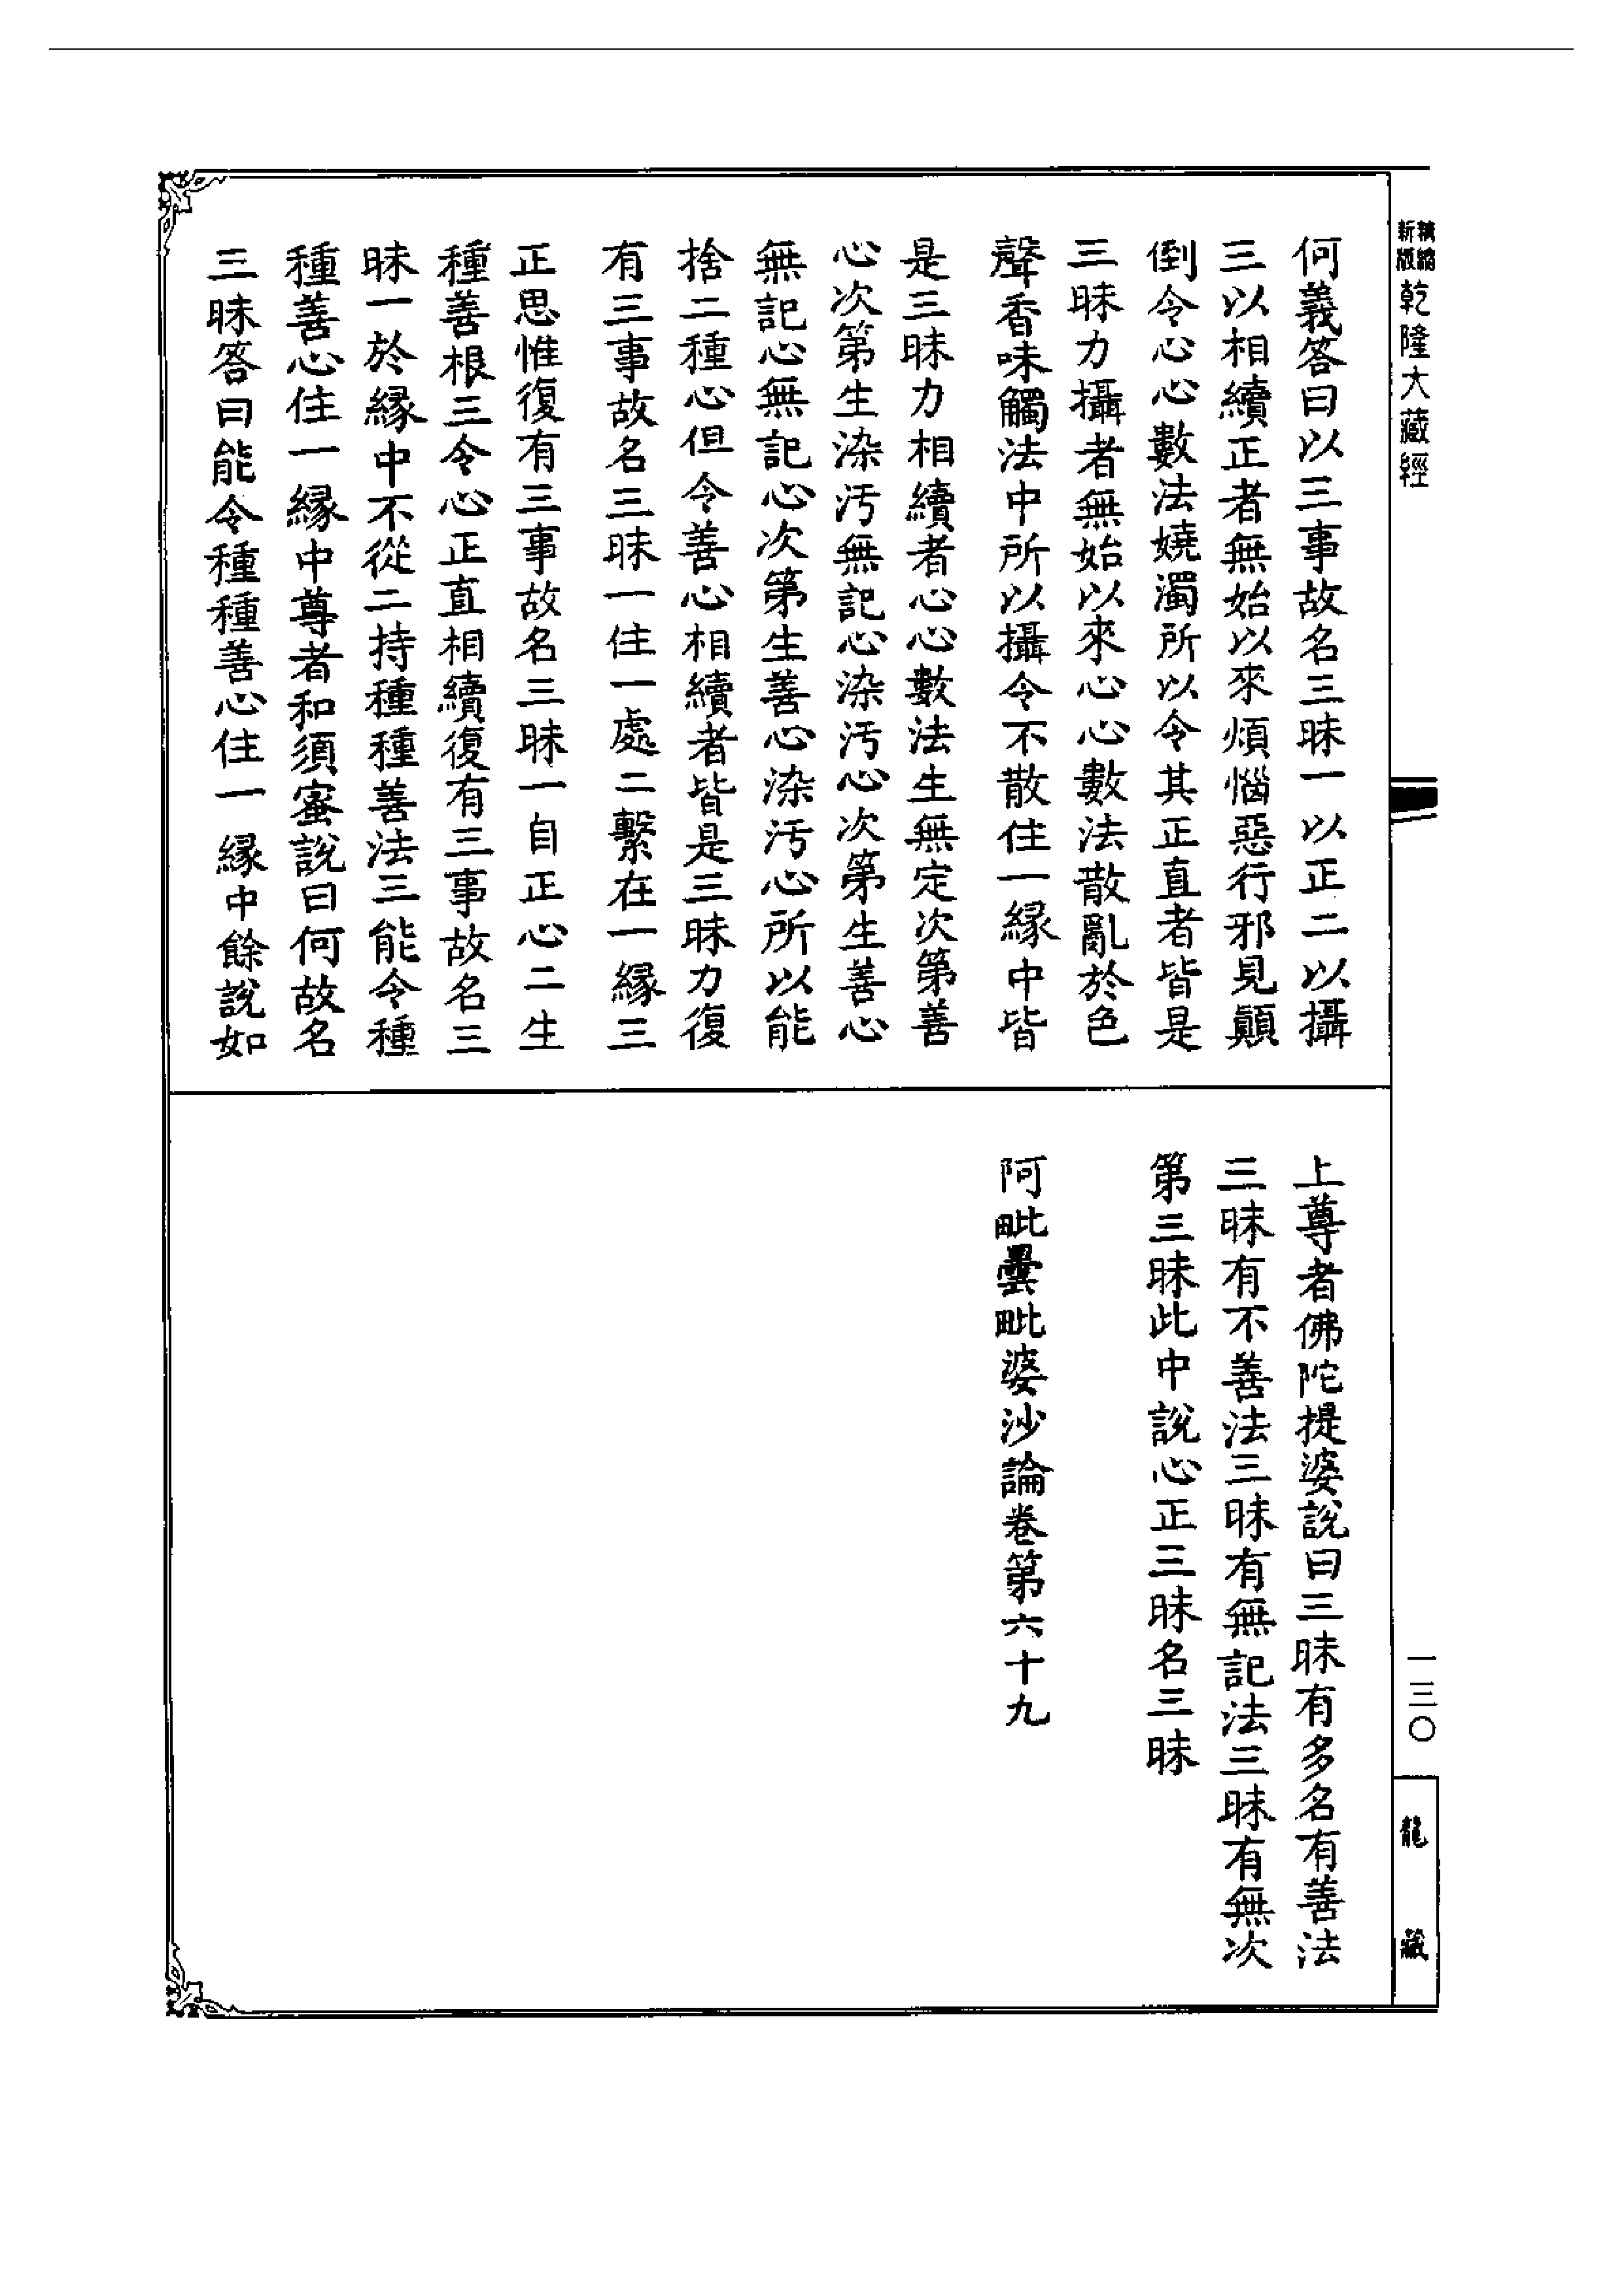 精縮新版乾隆大藏經
何義答曰以三事故名三昧一以正二以攝
三以相續正者無始以來煩惱惡行邪見顚
倒令心心數法嬈濁所以令其正直者皆是
三昧力攝者無始以來心心數法散亂於色
聲香味觸法中所以攝令不散住一緣中皆
是三昧力相續者心心數法生無定次第善
心次第生染污無記心染污心次第生善心
無記心無記心次第生善心染污心所以能
捨二種心但令善心相續者皆是三昧力復
有三事故名三昧一住一處二繫在一緣三
正思惟復有三事故名三昧一自正心二生
種善根三令心正直相續復有三事故名三
昧一於緣中不從二持種種善法三能令種
種善心住一緣中尊者和須蜜說曰何故名
三昧答曰能令種種善心住一緣中餘說如
上尊者佛陀提婆說曰三昧有多名有善法
三昧有不善法三昧有無記法三昧有無次
第三昧此中說心正三昧名三昧
阿毗曇毗婆沙論卷第六十九
一三〇
龍藏